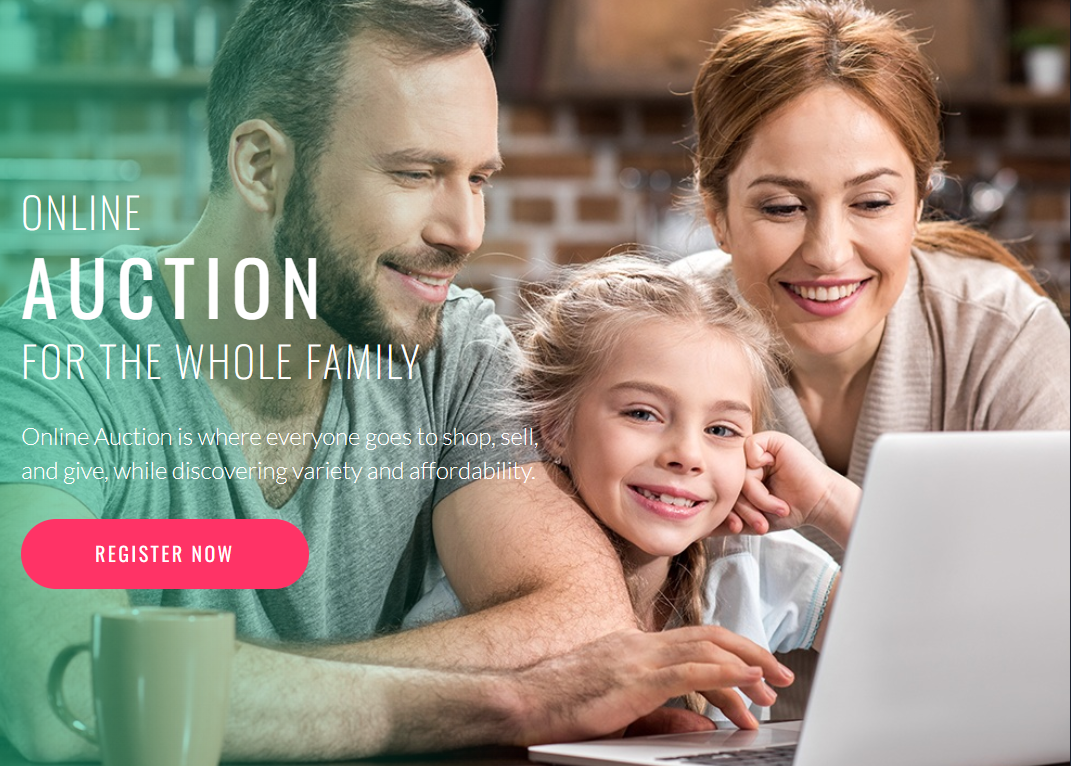 ONLINE
AUCTION
FOR THE WHOLE FAMILY
Online Auction is where everyone goes to shop, sell,
and give, while discovering variety and affordability.
REGISTER NOW